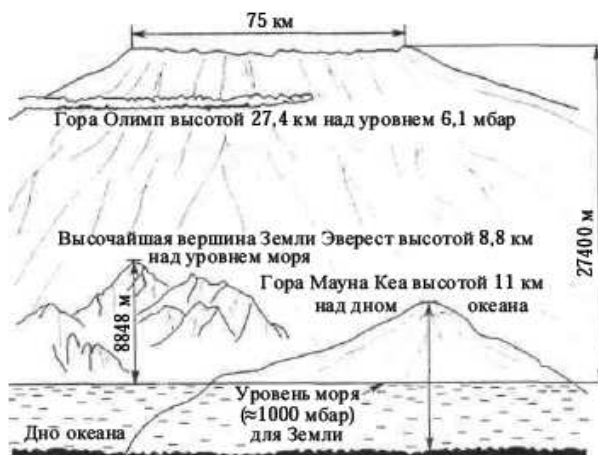 75 км
Гора Олимп высотой 27,4 км над уровнем 6,1 мбар
27400 м
Высочайшая вершина Земли Эверест высотой 8,8 км
над уровнем моря
Гора Мауна Кеа высотой 11 км
над дном океана
8848 м
Уровень моря
(≈1000 мбар)
для Земли
Дно океана